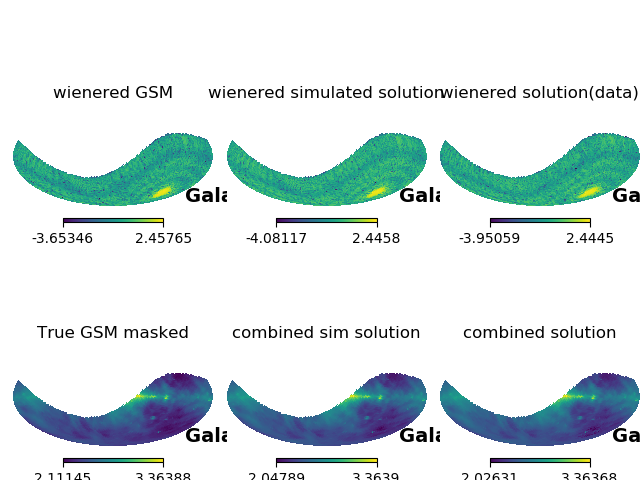 wienered GSM
wienered simulated solution
wienered solution(data)
Gala
Gala
Ga
-3.65346 2.45765
-4.08117 2.4458
-3.95059 2.4445
True GSM masked
combined sim solution
combined solution
Gala
Gala
Ga
2.11145 3.36388
2.04789 3.3639
2.02631 3.36368